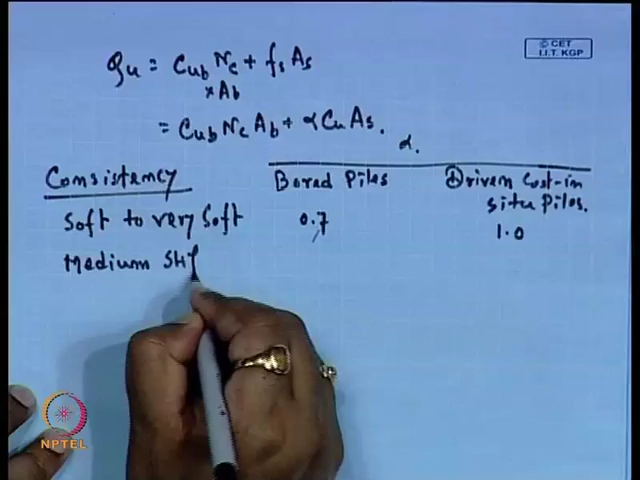 © CET
I.I.T. KGP
Qu = Cub Nc + fs As
× Ab
= Cub Nc Ab + α Cu As.
α.
Consistency Bored Piles Driven Cast-in
situ Piles.
Soft to very Soft 0.7 1.0
Medium Stif
NPTEL